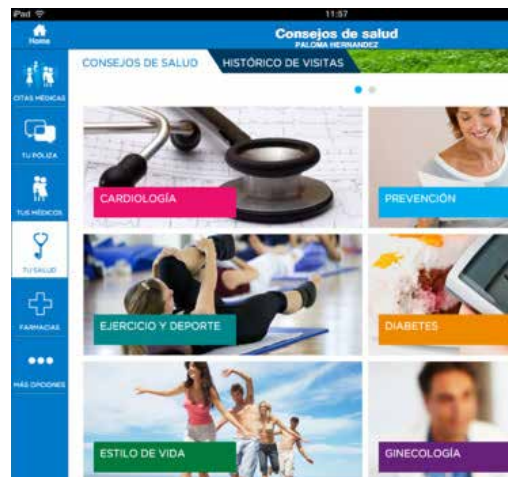 iPad
11:57
Home
Consejos de salud
PALOMA HERNANDEZ
CONSEJOS DE SALUD
HISTÓRICO DE VISITAS
CITAS MÉDICAS
TU PÓLIZA
TUS MÉDICOS
TU SALUD
FARMACIAS
MÁS OPCIONES
CARDIOLOGÍA
PREVENCIÓN
EJERCICIO Y DEPORTE
DIABETES
ESTILO DE VIDA
GINECOLOGÍA